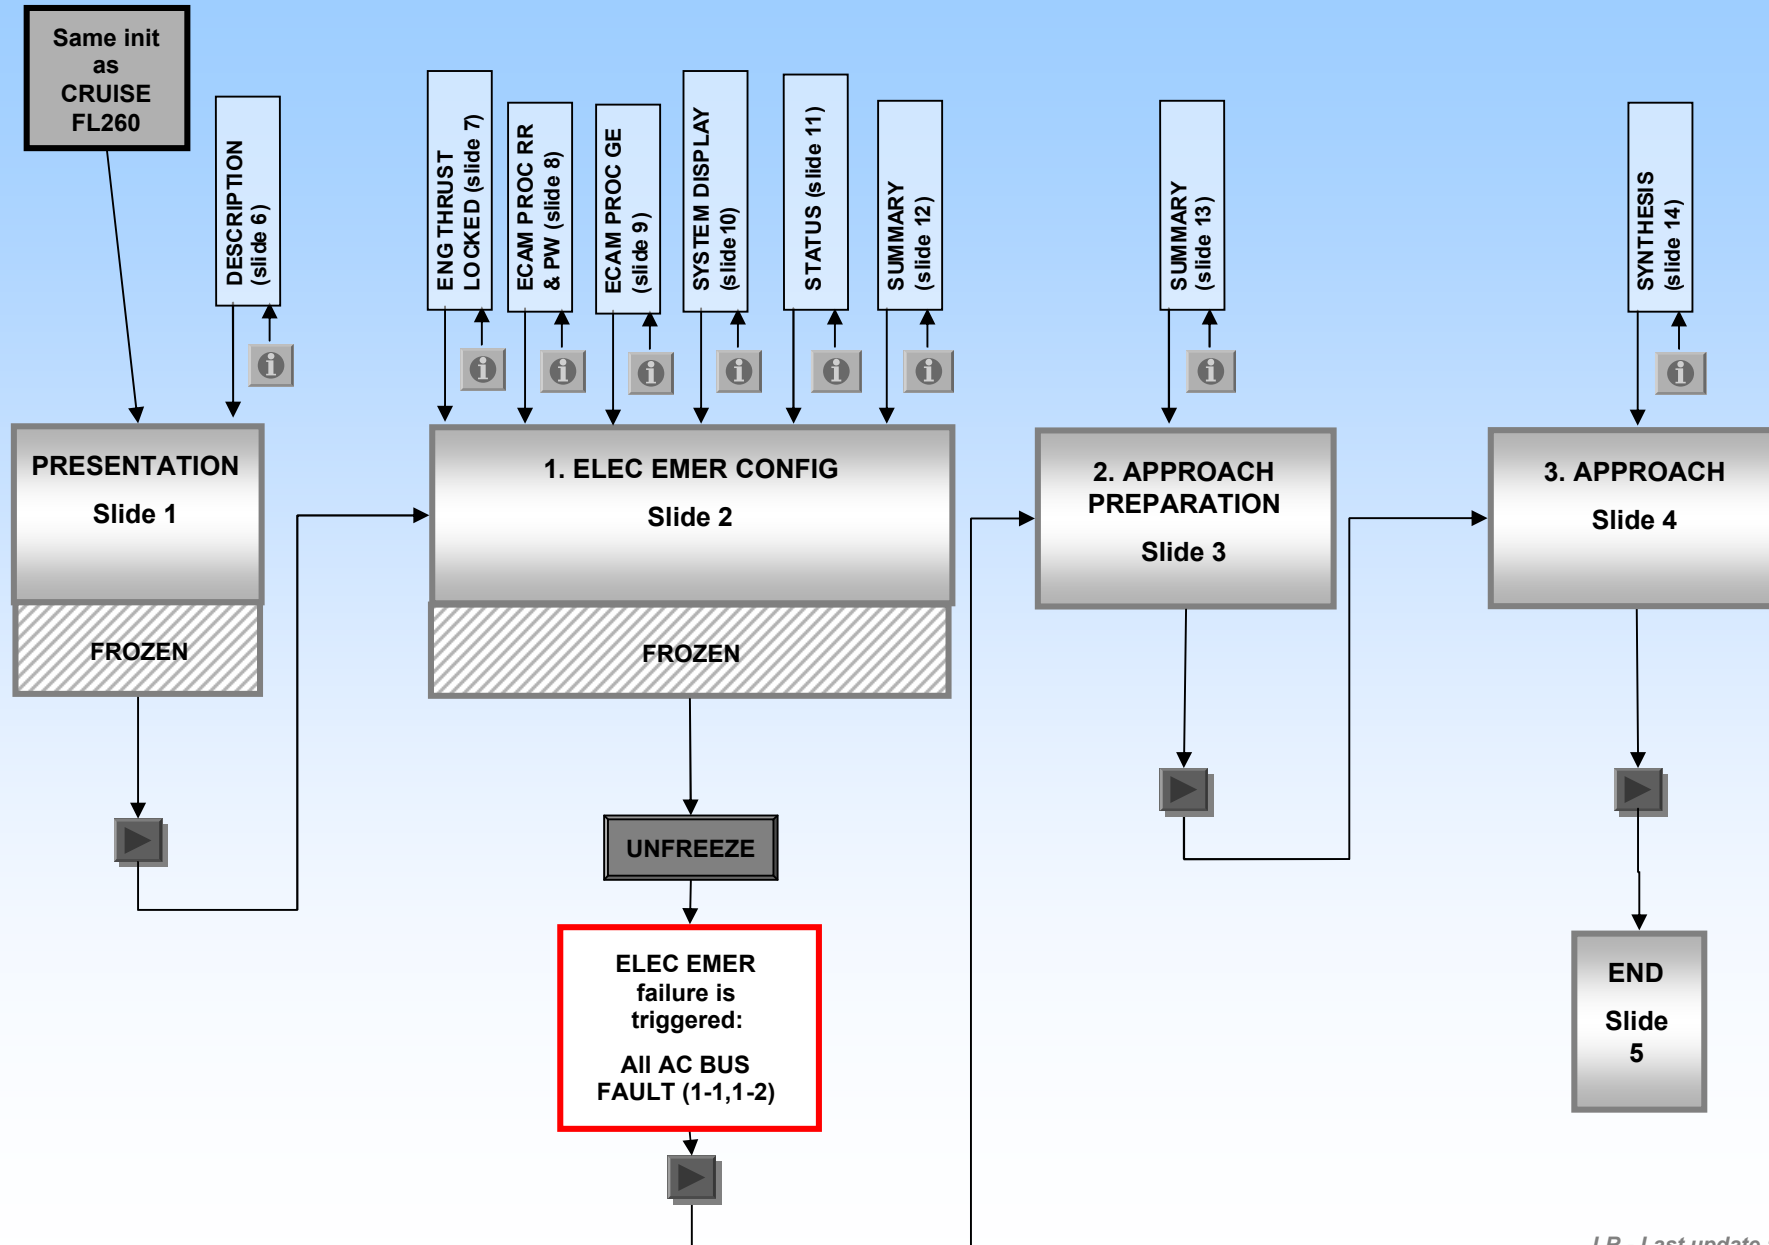 Same init
as
CRUISE
FL260
DESCRIPTION
(slide 6)
ENG THRUST
LOCKED (slide 7)
ECAM PROC RR
& PW (slide 8)
ECAM PROC GE
(slide 9)
SYSTEM DISPLAY
(slide10)
STATUS (slide 11)
SUMMARY
(slide 12)
SUMMARY
(slide 13)
SYNTHESIS
(slide 14)
PRESENTATION
Slide 1
FROZEN
1. ELEC EMER CONFIG
Slide 2
FROZEN
2. APPROACH
PREPARATION
Slide 3
3. APPROACH
Slide 4
UNFREEZE
ELEC EMER
failure is
triggered:
All AC BUS
FAULT (1-1,1-2)
END
Slide
5
Last update